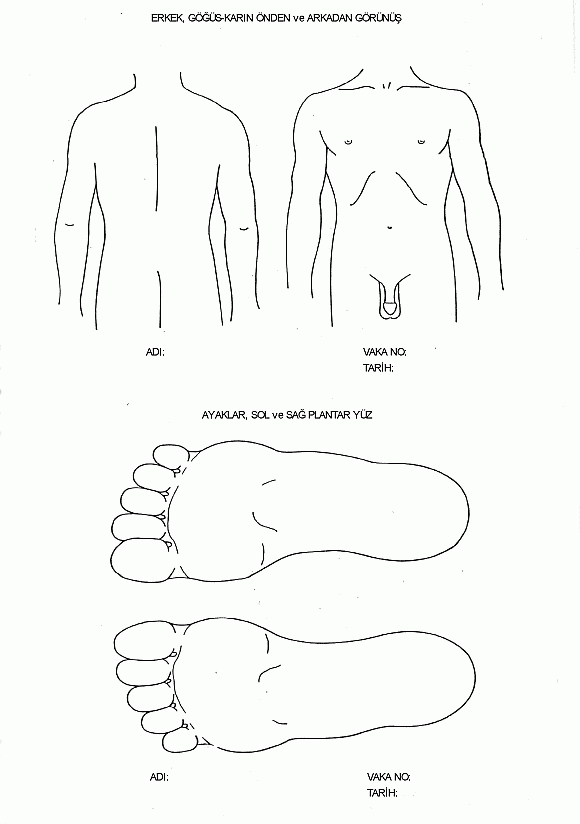 ERKEK, GÖĞÜS-KARIN ÖNDEN ve ARKADAN GÖRÜNÜŞ
ADI:
VAKA NO:
TARİH:
AYAKLAR, SOL ve SAĞ PLANTAR YÜZ
ADI:
VAKA NO:
TARİH: